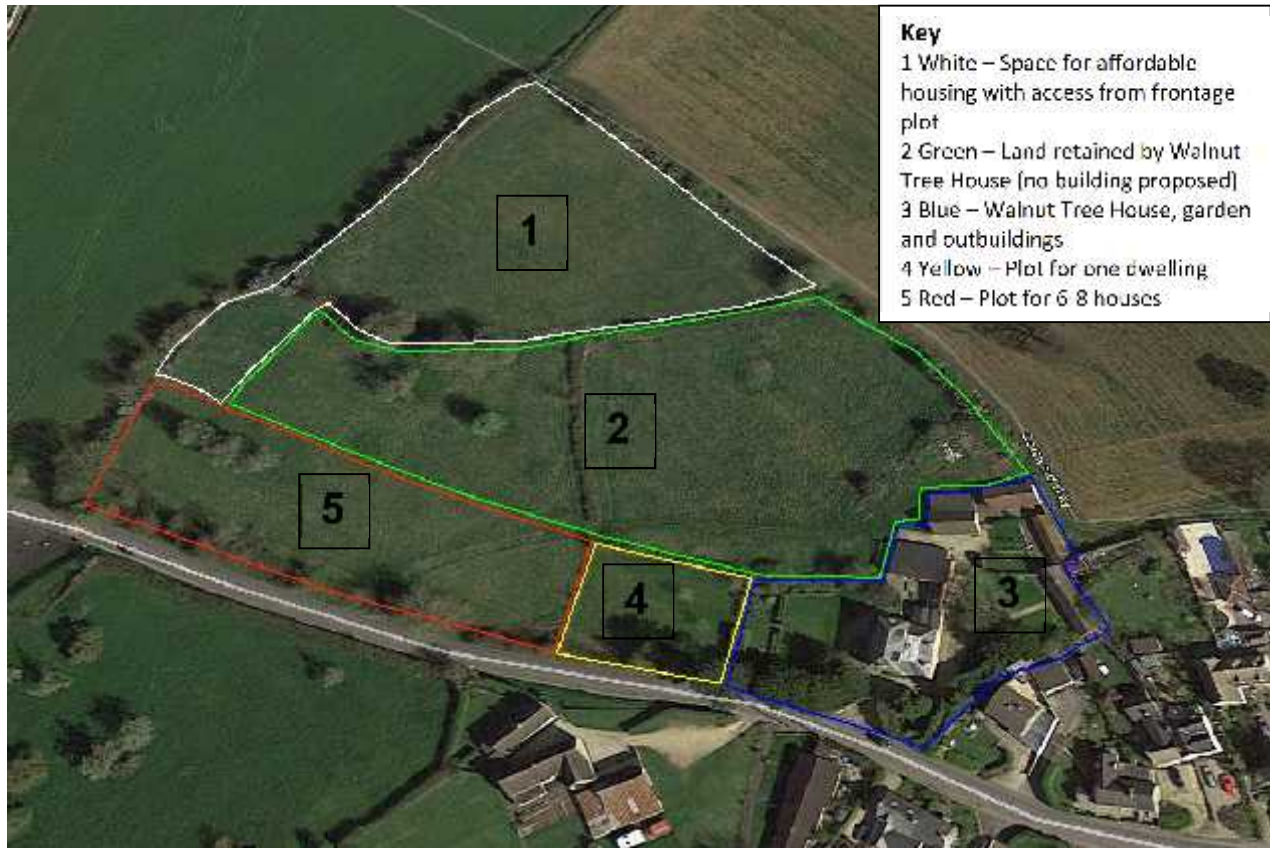 Key
1 White – Space for affordable
housing with access from frontage
plot
2 Green – Land retained by Walnut
Tree House (no building proposed)
3 Blue – Walnut Tree House, garden
and outbuildings
4 Yellow – Plot for one dwelling
5 Red – Plot for 6 8 houses
1
2
5
4
3